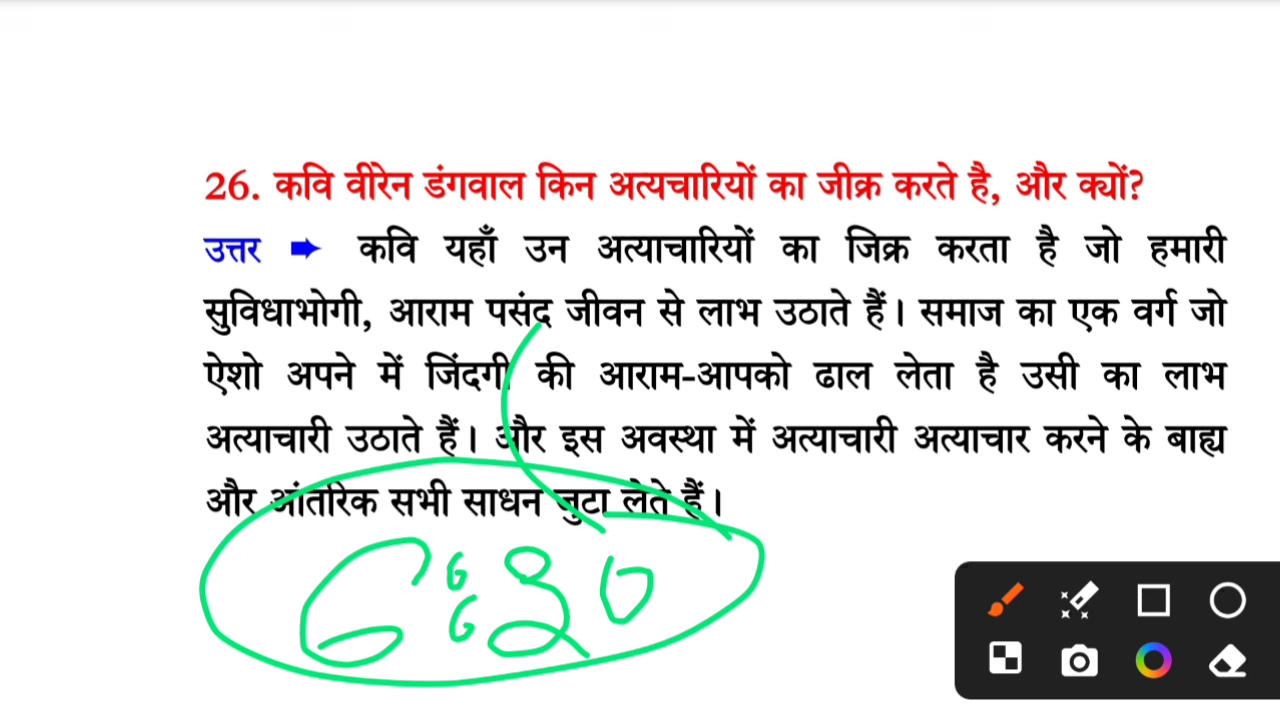 26. कवि वीरेन डंगवाल किन अत्यचारियों का जीक्र करते है, और क्यों?
उत्तर ➡ कवि यहाँ उन अत्याचारियों का जिक्र करता है जो हमारी
सुविधाभोगी, आराम पसंद जीवन से लाभ उठाते हैं। समाज का एक वर्ग जो
ऐशो अपने में जिंदगी की आराम-आपको ढाल लेता है उसी का लाभ
अत्याचारी उठाते हैं। और इस अवस्था में अत्याचारी अत्याचार करने के बाह्य
और आंतरिक सभी साधन जुटा लेते हैं।
6:30